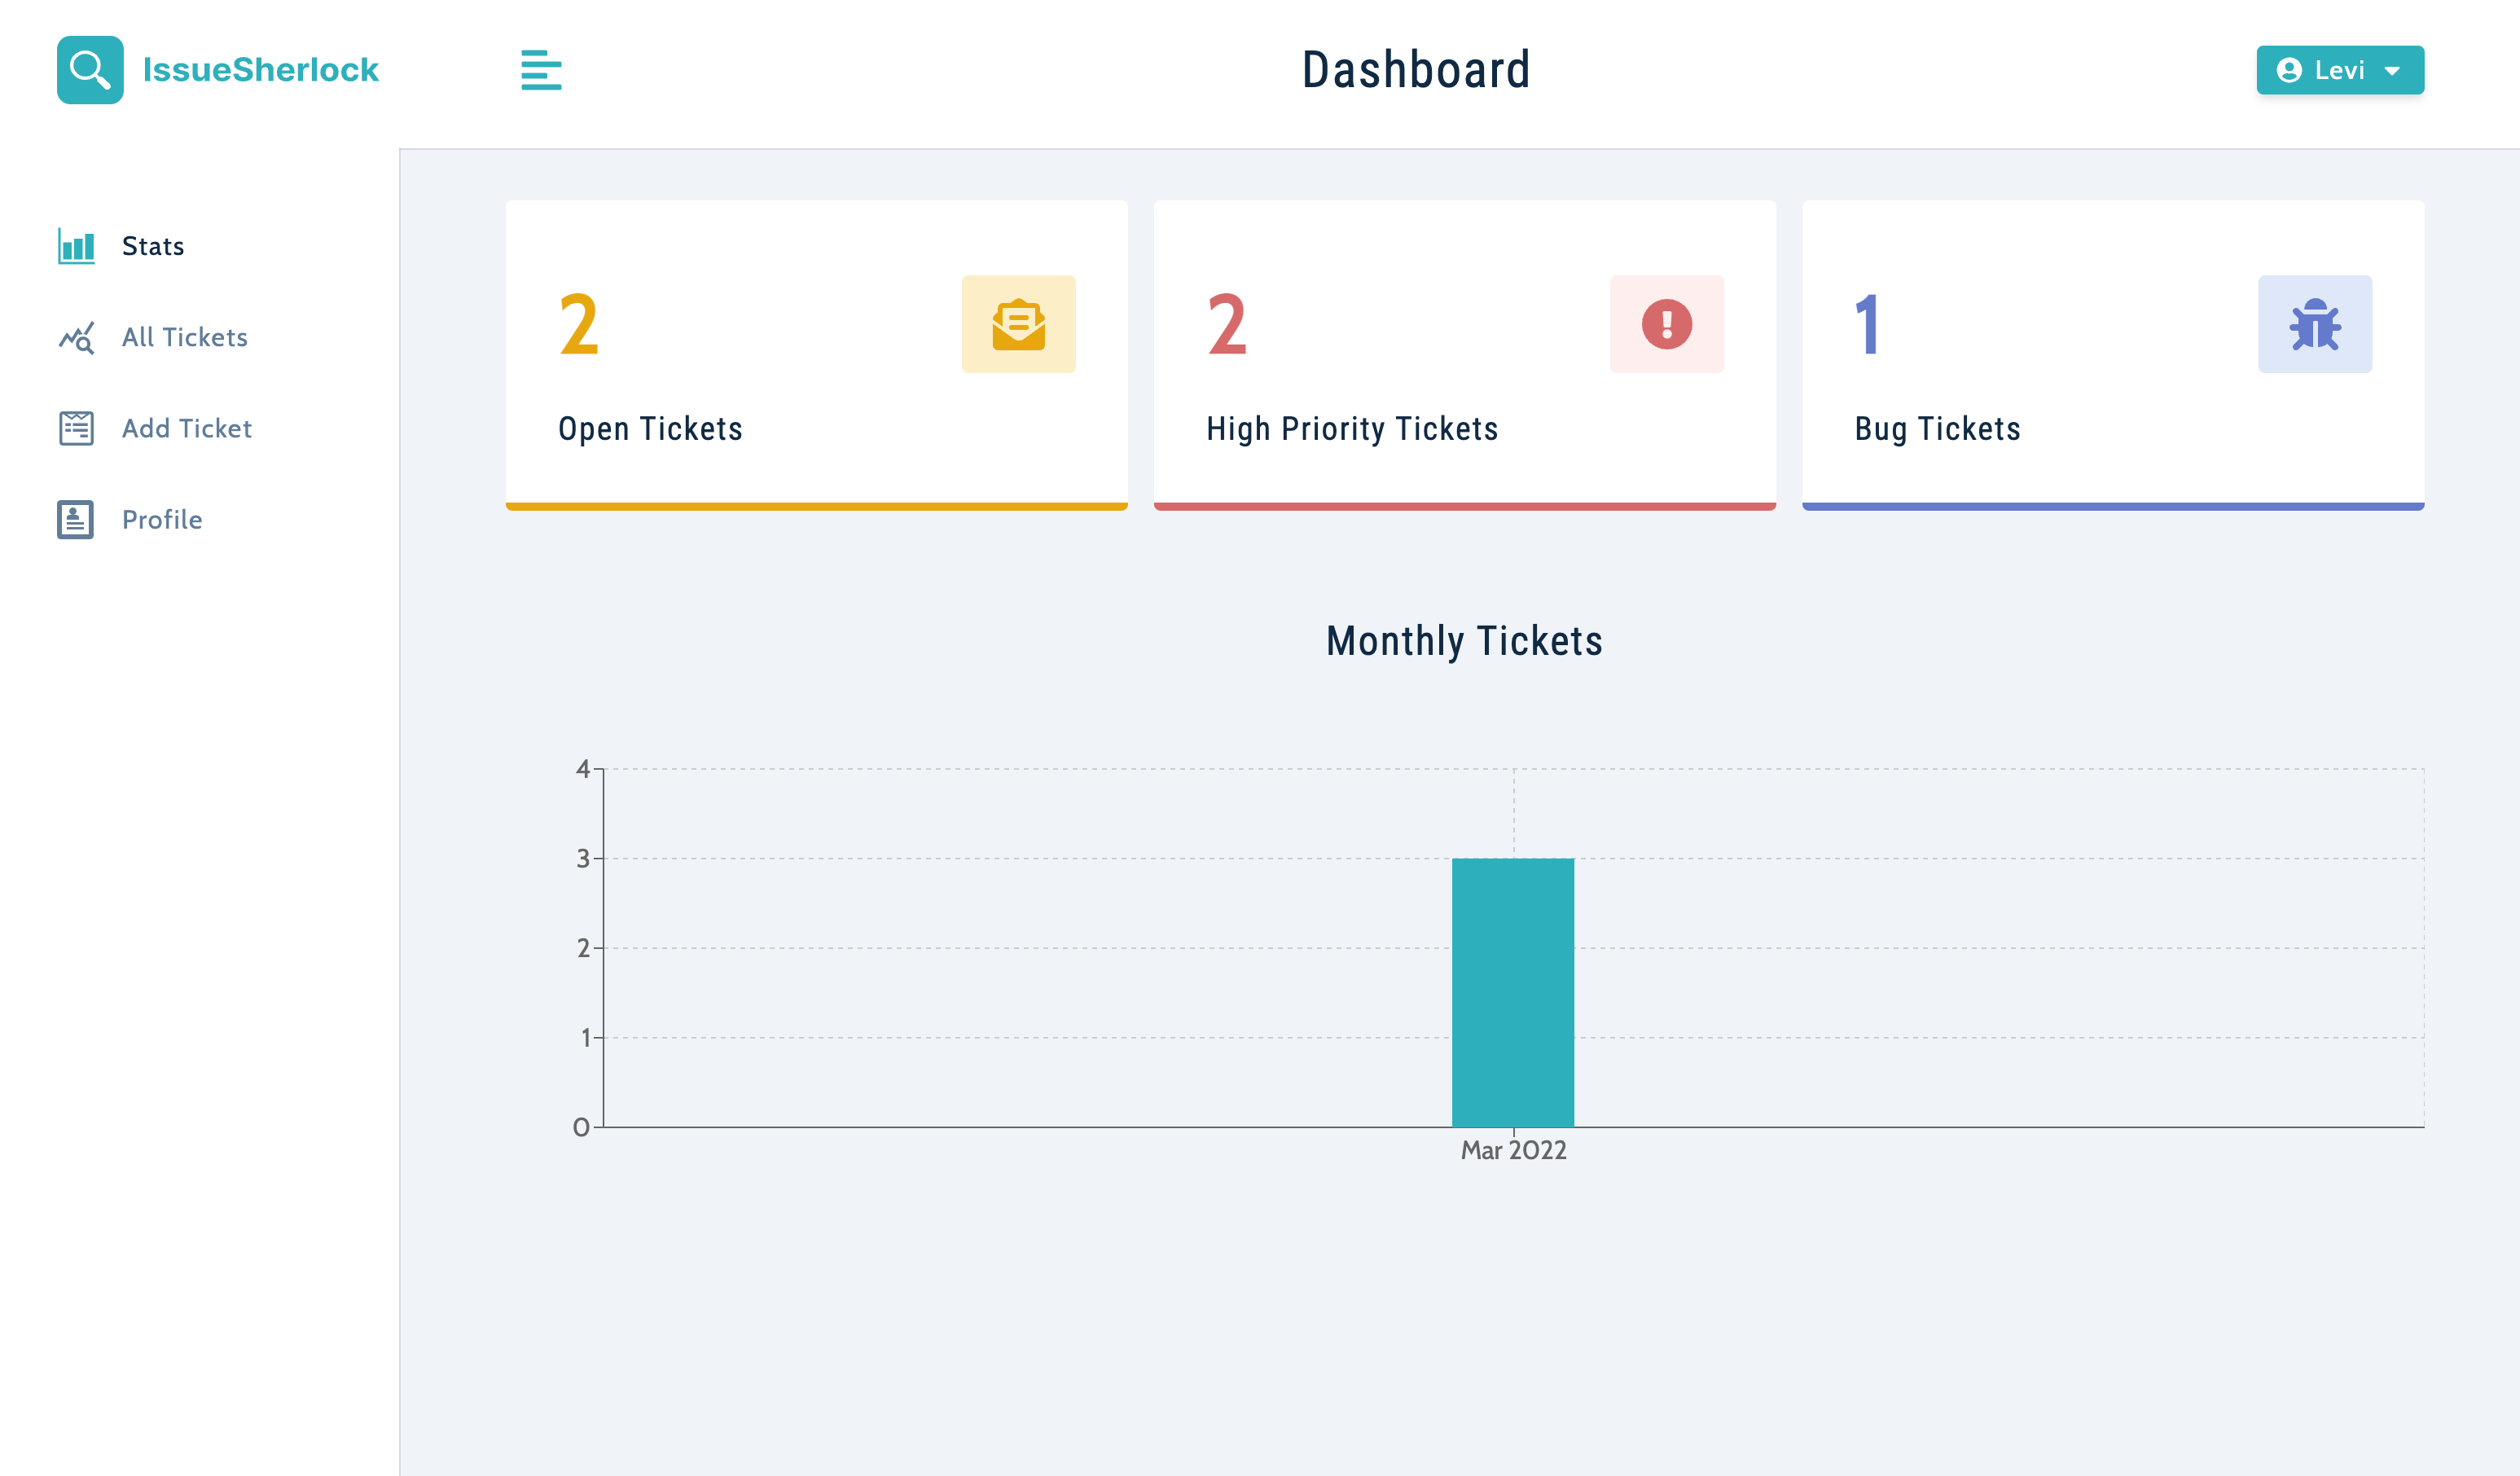 IssueSherlock
Dashboard
Levi
Stats
All Tickets
Add Ticket
Profile
2
Open Tickets
2
High Priority Tickets
1
Bug Tickets
Monthly Tickets
4
3
2
1
0
Mar 2022